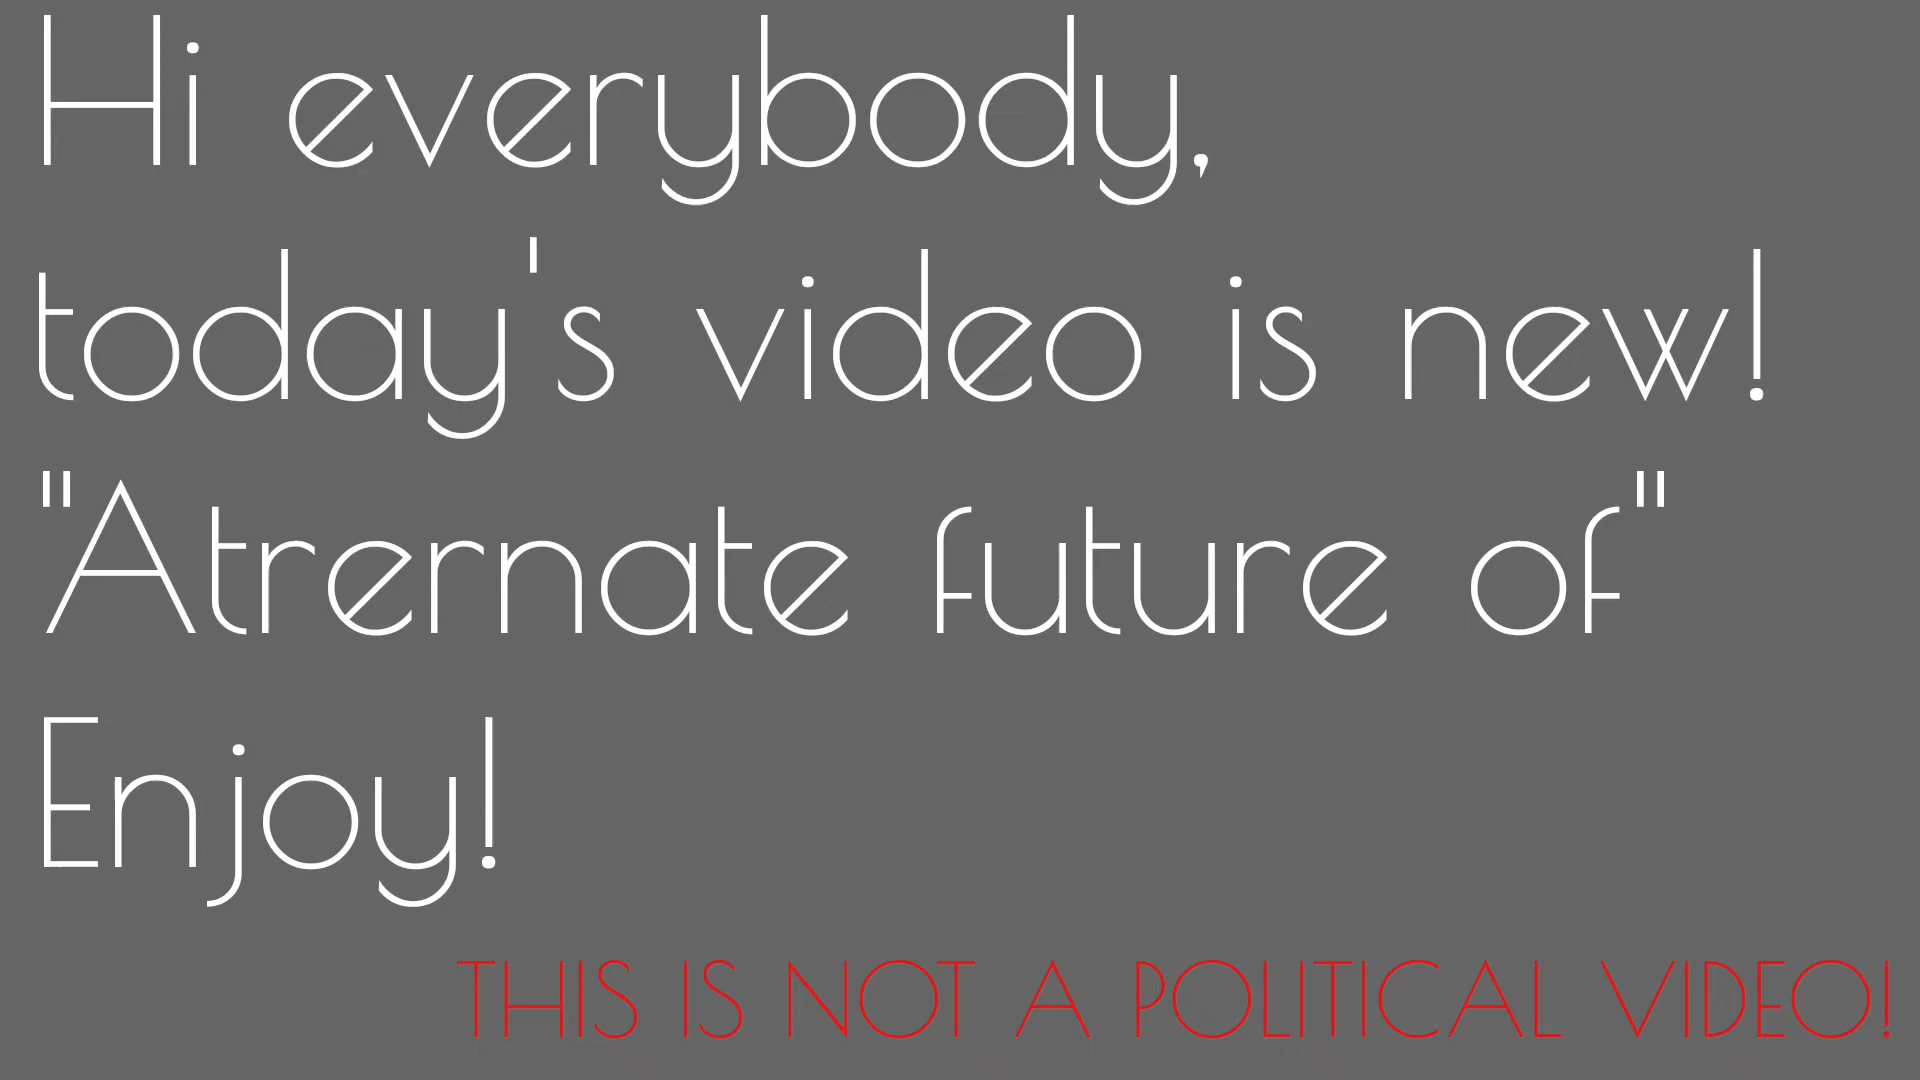 Hi everybody,
today's video is new!
"Atrernate future of"
Enjoy!
THIS IS NOT A POLITICAL VIDEO!